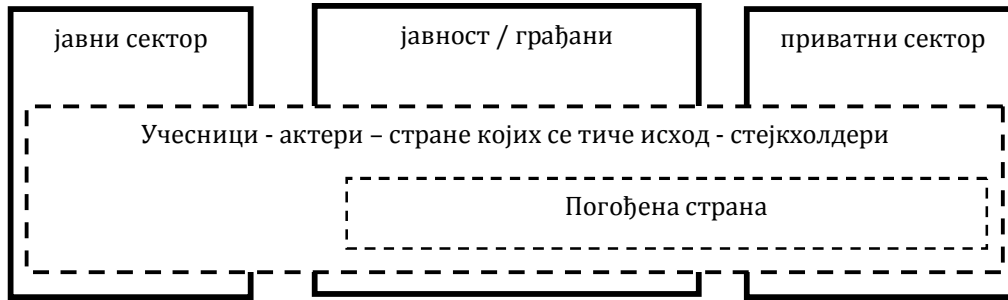 јавни сектор
јавност / грађани
приватни сектор
Учесници - актери – стране којих се тиче исход - стејкхолдери
Погођена страна